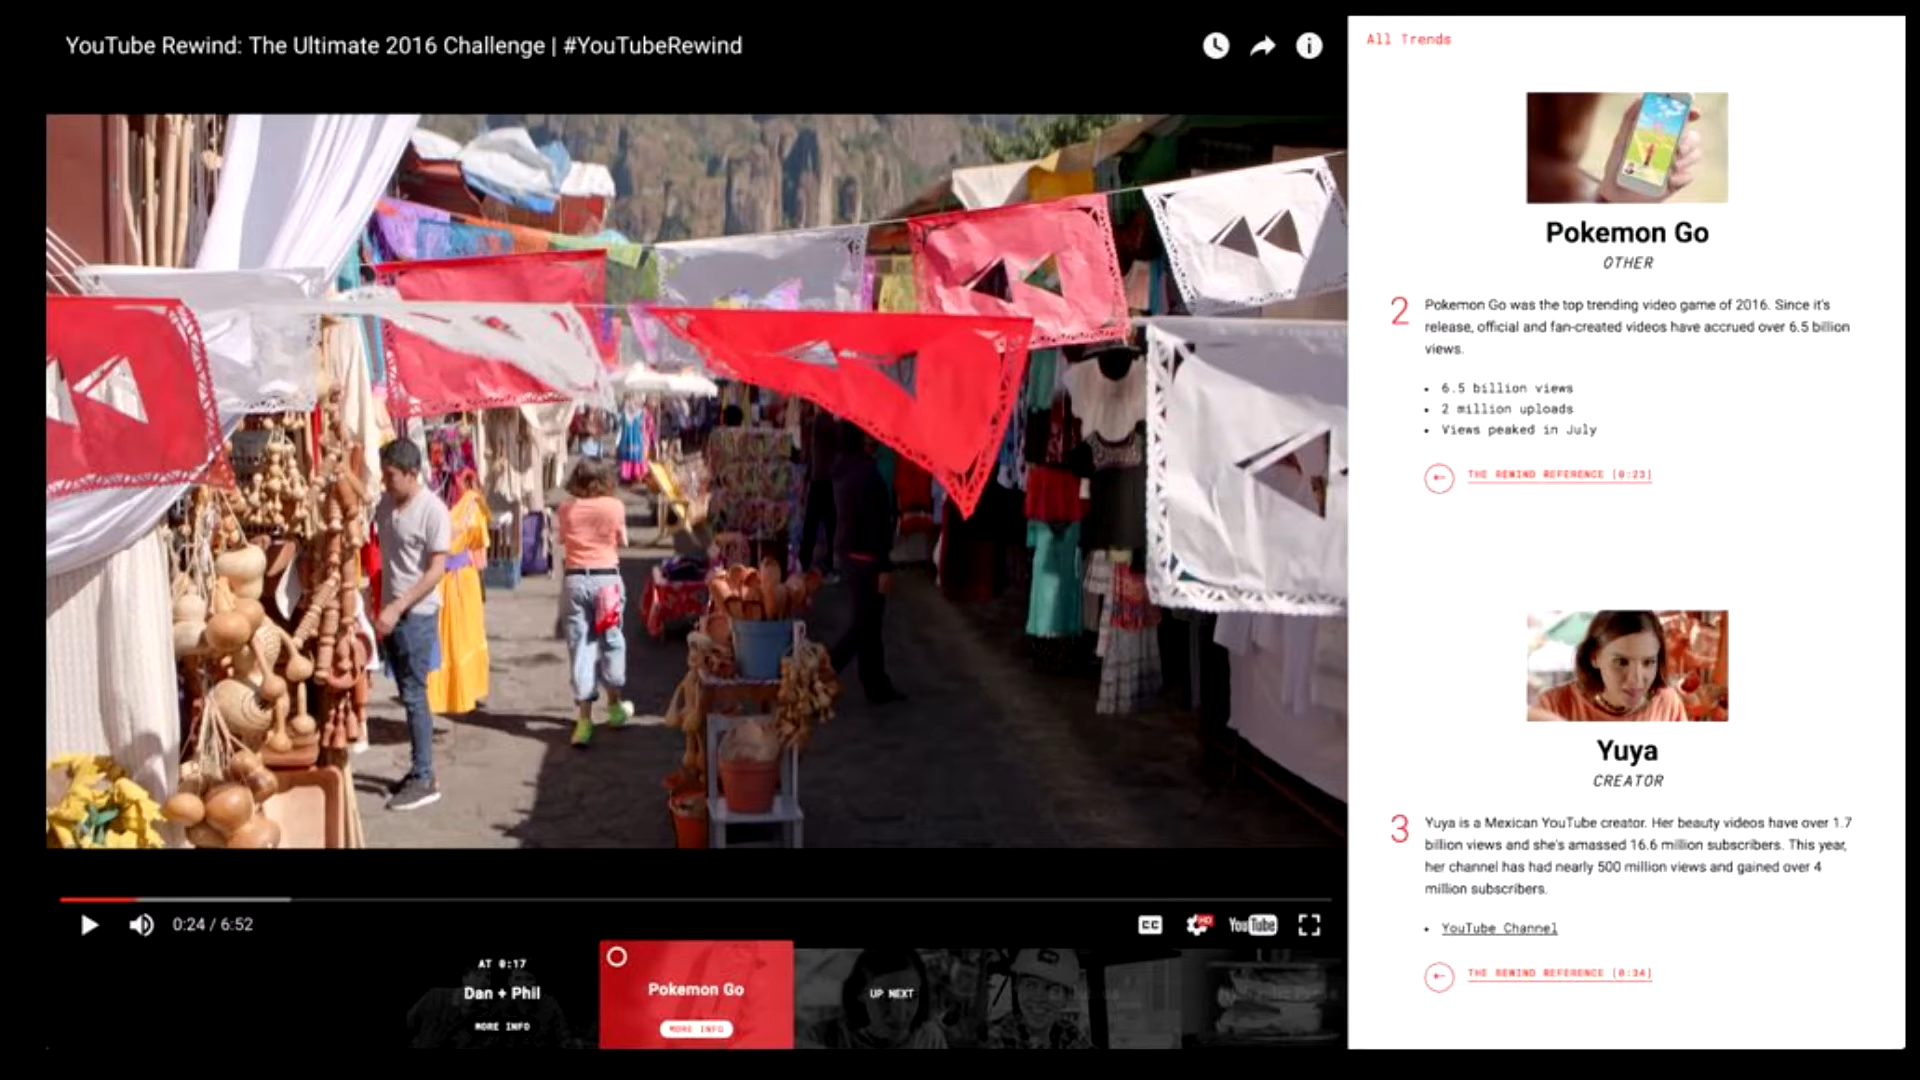 YouTube Rewind: The Ultimate 2016 Challenge | #YouTubeRewind
All Trends
Pokemon Go
OTHER
2
Pokemon Go was the top trending video game of 2016. Since it's
release, official and fan-created videos have accrued over 6.5 billion
views.
• 6.5 billion views
• 2 million uploads
• Views peaked in July
THE REWIND REFERENCE [0:23]
Yuya
CREATOR
3
Yuya is a Mexican YouTube creator. Her beauty videos have over 1.7
billion views and she's amassed 16.6 million subscribers. This year,
her channel has had nearly 500 million views and gained over 4
million subscribers.
• YouTube Channel
THE REWIND REFERENCE [0:34]
0:24 / 6:52
CC
HD
YouTube
AT 0:17
Dan + Phil
MORE INFO
Pokemon Go
MORE INFO
UP NEXT